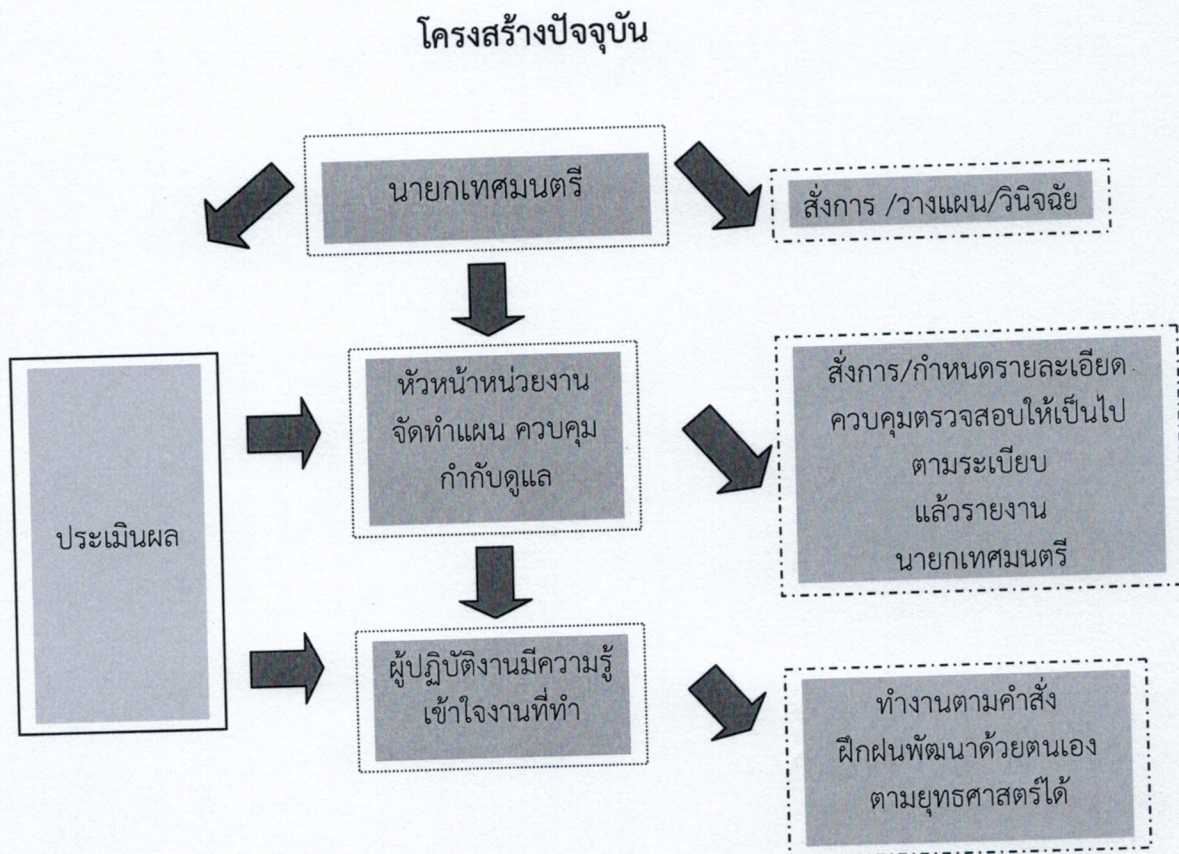 โครงสร้างปัจจุบัน
นายกเทศมนตรี
สั่งการ /วางแผน/วินิจฉัย
หัวหน้าหน่วยงาน
จัดทำแผน ควบคุม
กำกับดูแล
สั่งการ/กำหนดรายละเอียด
ควบคุมตรวจสอบให้เป็นไป
ตามระเบียบ
แล้วรายงาน
นายกเทศมนตรี
ประเมินผล
ผู้ปฏิบัติงานมีความรู้
เข้าใจงานที่ทำ
ทำงานตามคำสั่ง
ฝึกฝนพัฒนาด้วยตนเอง
ตามยุทธศาสตร์ได้